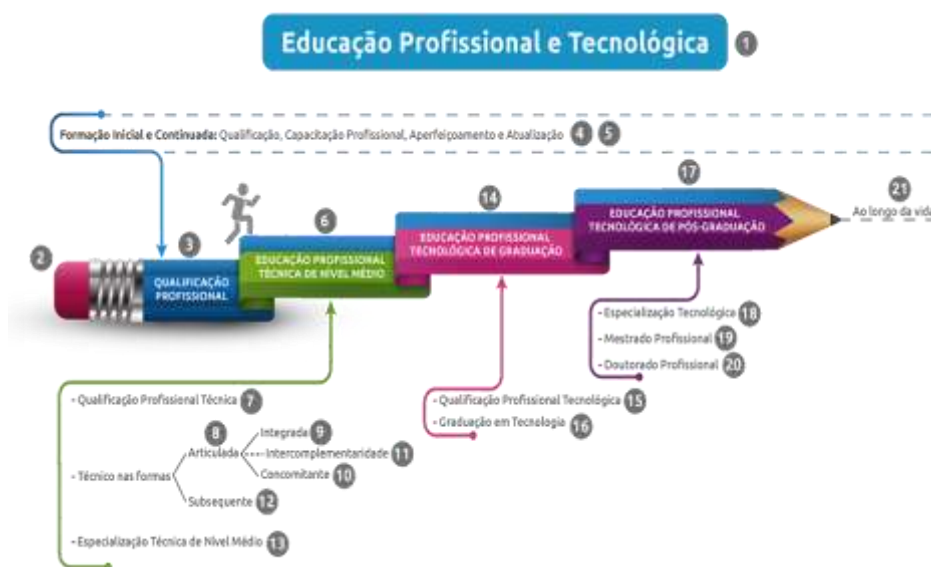 Educação Profissional e Tecnológica 1
Formação Inicial e Continuada: Qualificação, Capacitação Profissional, Aperfeiçoamento e Atualização 4 5
17
21
Ao longo da vida
14
6
3
2
EDUCAÇÃO PROFISSIONAL
TECNOLÓGICA DE PÓS-GRADUAÇÃO
EDUCAÇÃO PROFISSIONAL
TECNOLÓGICA DE GRADUAÇÃO
EDUCAÇÃO PROFISSIONAL
TÉCNICA DE NÍVEL MÉDIO
QUALIFICAÇÃO
PROFISSIONAL
- Especialização Tecnológica 18
- Mestrado Profissional 19
- Doutorado Profissional 20
- Qualificação Profissional Tecnológica 15
- Graduação em Tecnologia 16
- Qualificação Profissional Técnica 7
8
Articulada
Integrada 9
Intercomplementaridade 11
Concomitante 10
- Técnico nas formas
Subsequente 12
- Especialização Técnica de Nível Médio 13